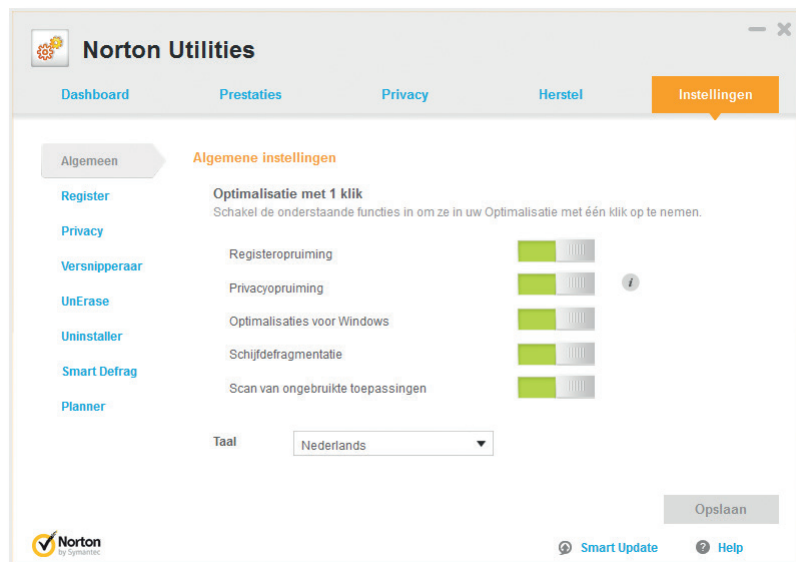 Norton Utilities
Dashboard
Prestaties
Privacy
Herstel
Instellingen
Algemeen
Register
Privacy
Versnipperaar
UnErase
Uninstaller
Smart Defrag
Planner
Algemene instellingen
Optimalisatie met 1 klik
Schakel de onderstaande functies in om ze in uw Optimalisatie met één klik op te nemen.
Registeropruiming
Privacyopruiming
i
Optimalisaties voor Windows
Schijfdefragmentatie
Scan van ongebruikte toepassingen
Taal
Nederlands
Opslaan
Norton
by Symantec
Smart Update
? Help